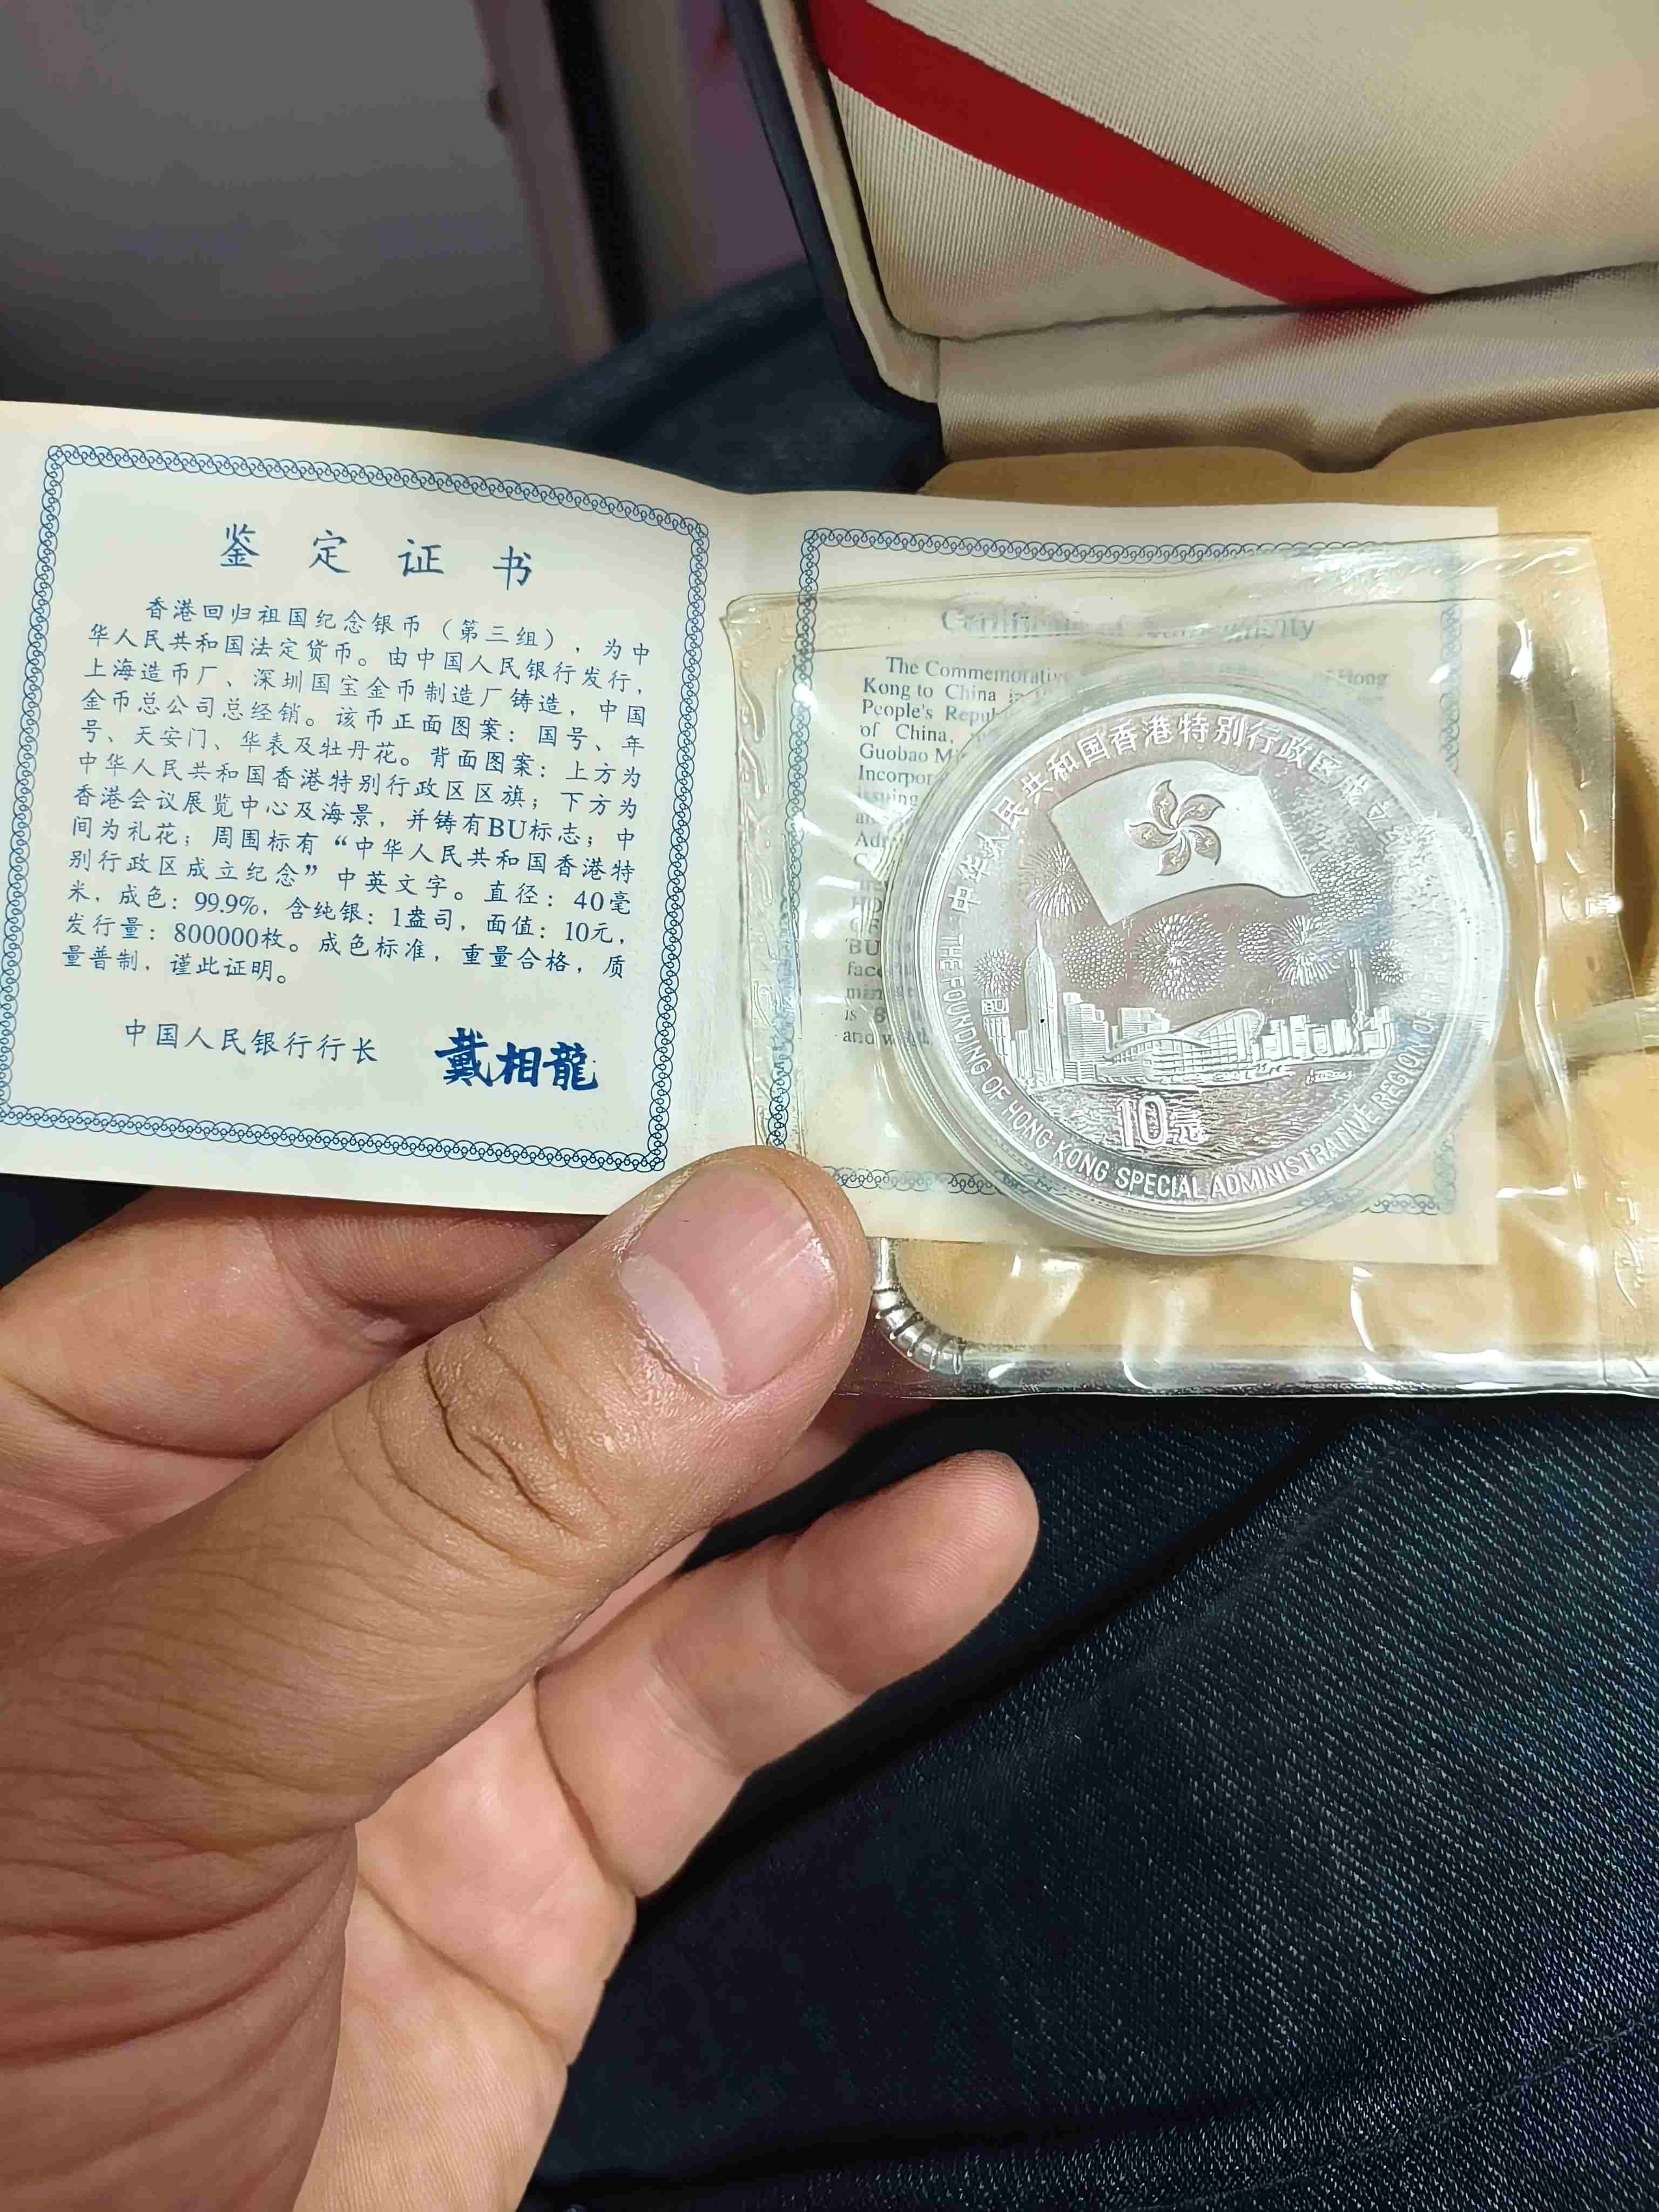 鉴定证书
香港回归祖国纪念银币（第三组），为中
华人民共和国法定货币。由中国人民银行发行，
上海造币厂、深圳国宝金币制造厂铸造，中国
金币总公司总经销。该币正面图案：国号、年
号、天安门、华表及牡丹花。背面图案：上方为
中华人民共和国香港特别行政区区旗；下方为
香港会议展览中心及海景，并铸有BU标志；中
间为礼花；周围标有“中华人民共和国香港特
别行政区成立纪念”中英文字。直径：40毫
米，成色：99.9%，含纯银：1盎司，面值：10元，
发行量：800000枚。成色标准，重量合格，质
量普制，谨此证明。
中国人民银行行长
戴相龍
The Commemorative
Hong
Kong to China
People's
of China,
Guobao
issuing
BU
is
and
中华人民共和国香港特别行政区成立
THE FOUNDING OF HONG KONG SPECIAL ADMINISTRATIVE REGION OF
10元